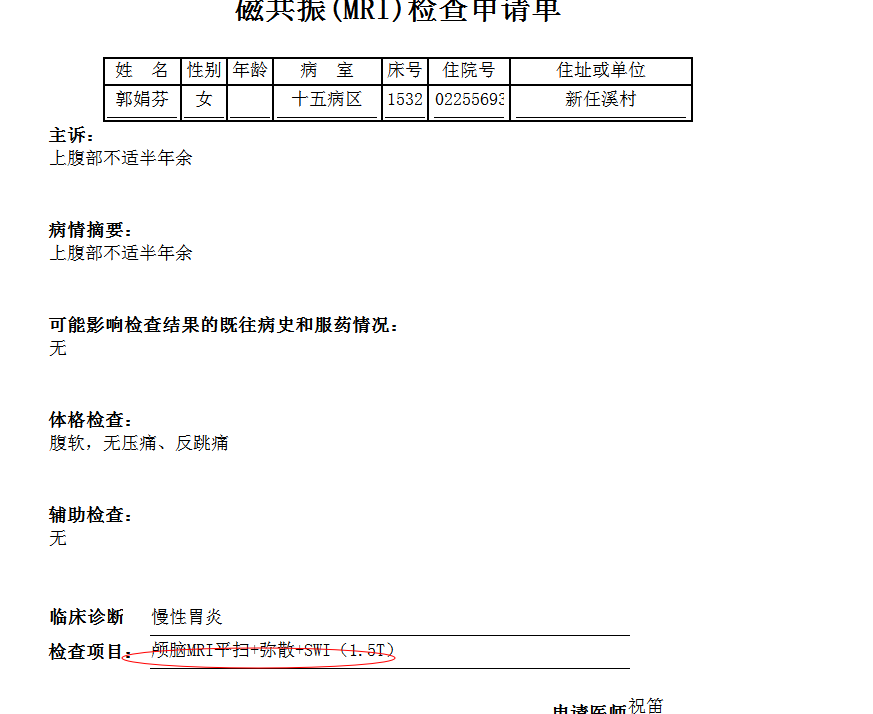 磁共振(MRI)检查申请单
姓 名 性别 年龄 病 室 床号 住院号 住址或单位
郭娟芬 女 十五病区 1532 02255693 新任溪村
主诉：
上腹部不适半年余
病情摘要：
上腹部不适半年余
可能影响检查结果的既往病史和服药情况：
无
体格检查：
腹软，无压痛、反跳痛
辅助检查：
无
临床诊断 慢性胃炎
检查项目： 颅脑MRI平扫+弥散+SWI（1.5T）
申请医师 祝笛